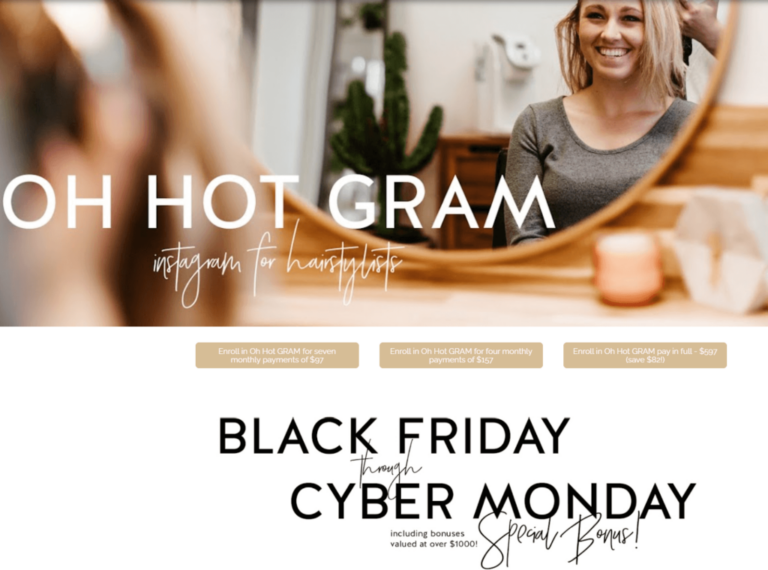 OH HOT GRAM
instagram for hairstylists
Enroll in Oh Hot GRAM for seven
monthly payments of $97
Enroll in Oh Hot GRAM for four monthly
payments of $157
Enroll in Oh Hot GRAM pay in full - $597
(save $82!)
BLACK FRIDAY
through
CYBER MONDAY
including bonuses
valued at over $1000!
Special Bonus!